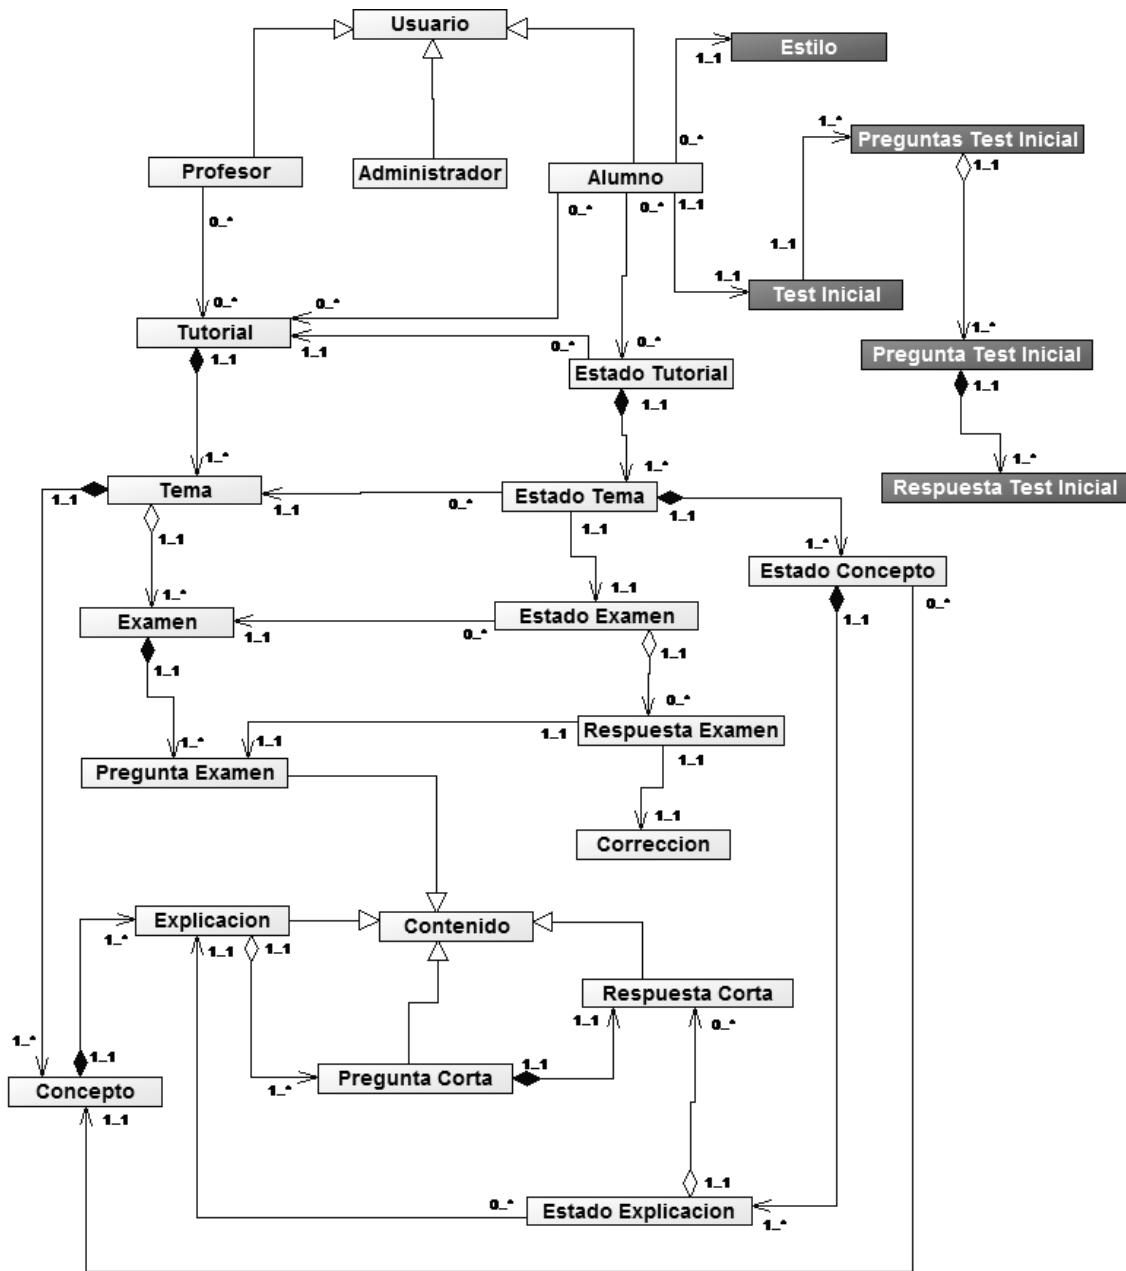 Usuario
Estilo
1..1
0..*
1..*
Preguntas Test Inicial
1..1
Profesor
Administrador
Alumno
0..*
0..*
0..*
1..1
1..1
1..1
Test Inicial
0..*
0..*
Tutorial
1..1
1..1
0..*
0..*
Estado Tutorial
1..1
1..*
Pregunta Test Inicial
1..1
1..*
Respuesta Test Inicial
1..*
1..*
Tema
1..1
1..1
1..1
0..*
Estado Tema
1..1
1..1
1..*
Estado Concepto
1..1
0..*
1..*
Examen
1..1
1..1
1..1
Estado Examen
0..*
1..1
0..*
Respuesta Examen
1..1
1..1
1..*
1..1
Pregunta Examen
1..1
Correccion
Explicacion
1..*
1..1
1..1
Contenido
Respuesta Corta
1..1
0..*
1..*
Concepto
1..1
1..1
Pregunta Corta
1..*
1..1
Estado Explicacion
0..*
1..1
1..*